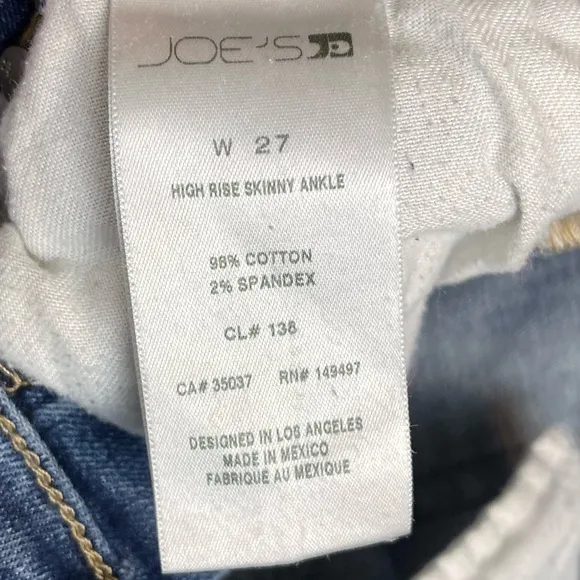 JOE'S
W 27
HIGH RISE SKINNY ANKLE
98% COTTON
2% SPANDEX
CL# 138
CA# 35037 RN# 149497
DESIGNED IN LOS ANGELES
MADE IN MEXICO
FABRIQUÉ AU MEXIQUE